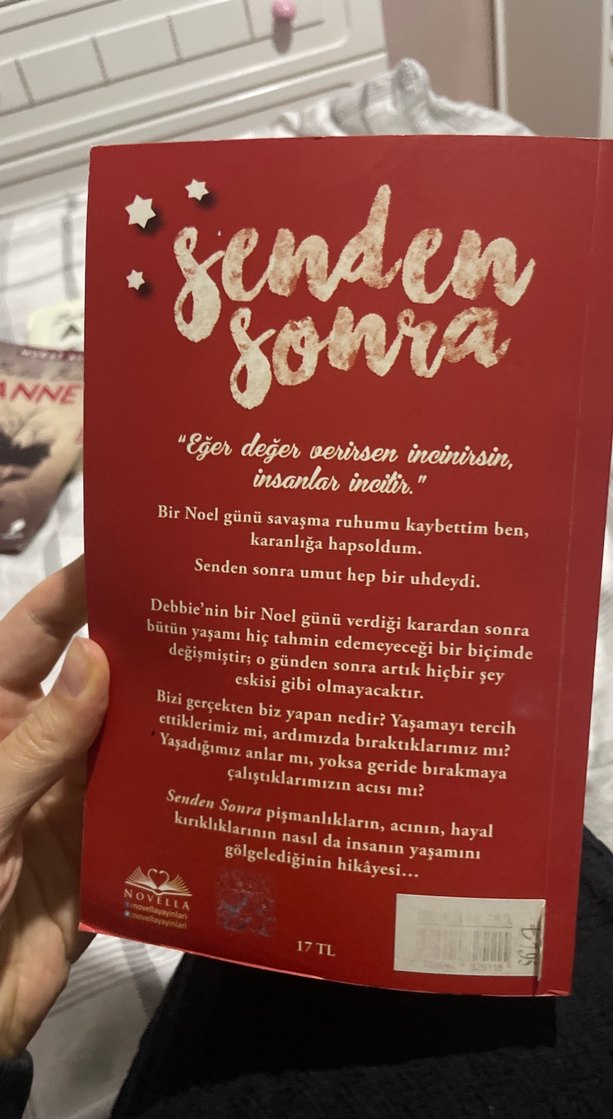 senden
sonra
"Eğer değer verirsen incinirsin,
insanlar incitir."
Bir Noel günü savaşma ruhumu kaybettim ben,
karanlığa hapsoldum.
Senden sonra umut hep bir uhdeydi.
Debbie'nin bir Noel günü verdiği karardan sonra
bütün yaşamı hiç tahmin edemeyeceği bir biçimde
değişmiştir; o günden sonra artık hiçbir şey
eskisi gibi olmayacaktır.
Bizi gerçekten biz yapan nedir? Yaşamayı tercih
ettiklerimiz mi, ardımızda bıraktıklarımız mı?
Yaşadığımız anlar mı, yoksa geride bırakmaya
çalıştıklarımızın acısı mı?
Senden Sonra pişmanlıkların, acının, hayal
kırıklıklarının nasıl da insanın yaşamını
gölgelediğinin hikâyesi...
NOVELLA
novellayayinlari
novellayayinlari
17 TL
ANNE